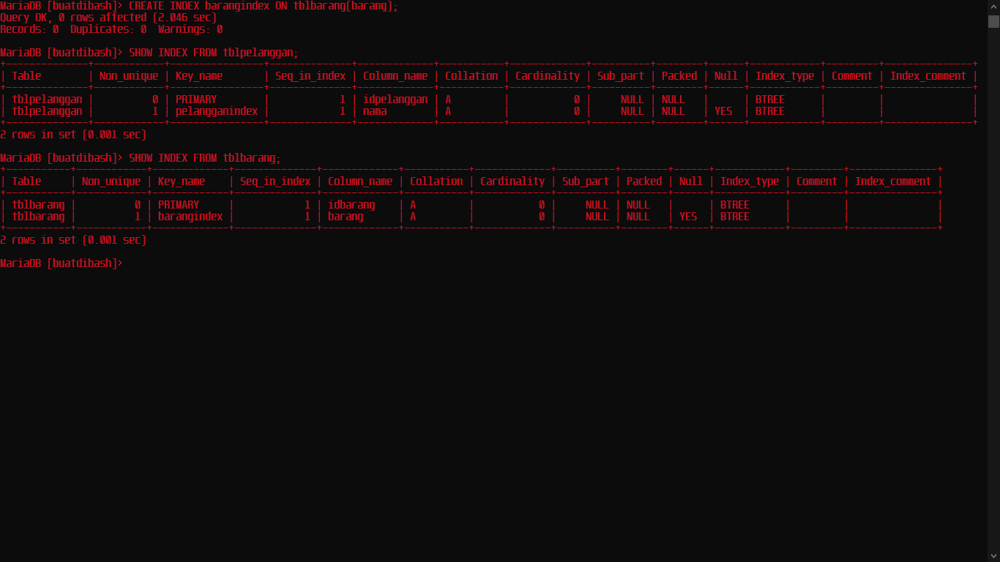 MariaDB [buatdibash]> CREATE INDEX barangindex ON tblbarang(barang);
Query OK, 0 rows affected (2.046 sec)
Records: 0  Duplicates: 0  Warnings: 0
MariaDB [buatdibash]> SHOW INDEX FROM tblpelanggan;
+--------------+------------+-----------------+--------------+-------------+-----------+-------------+----------+--------+------+------------+---------+---------------+
| Table        | Non_unique | Key_name        | Seq_in_index | Column_name | Collation | Cardinality | Sub_part | Packed | Null | Index_type | Comment | Index_comment |
+--------------+------------+-----------------+--------------+-------------+-----------+-------------+----------+--------+------+------------+---------+---------------+
| tblpelanggan |          0 | PRIMARY         |            1 | idpelanggan | A         |           0 |     NULL | NULL   |      | BTREE      |         |               |
| tblpelanggan |          1 | pelangganindex  |            1 | nama        | A         |           0 |     NULL | NULL   | YES  | BTREE      |         |               |
+--------------+------------+-----------------+--------------+-------------+-----------+-------------+----------+--------+------+------------+---------+---------------+
2 rows in set (0.001 sec)
MariaDB [buatdibash]> SHOW INDEX FROM tblbarang;
+-----------+------------+-------------+--------------+-------------+-----------+-------------+----------+--------+------+------------+---------+---------------+
| Table     | Non_unique | Key_name    | Seq_in_index | Column_name | Collation | Cardinality | Sub_part | Packed | Null | Index_type | Comment | Index_comment |
+-----------+------------+-------------+--------------+-------------+-----------+-------------+----------+--------+------+------------+---------+---------------+
| tblbarang |          0 | PRIMARY     |            1 | idbarang    | A         |           0 |     NULL | NULL   |      | BTREE      |         |               |
| tblbarang |          1 | barangindex |            1 | barang      | A         |           0 |     NULL | NULL   | YES  | BTREE      |         |               |
+-----------+------------+-------------+--------------+-------------+-----------+-------------+----------+--------+------+------------+---------+---------------+
2 rows in set (0.001 sec)
MariaDB [buatdibash]>